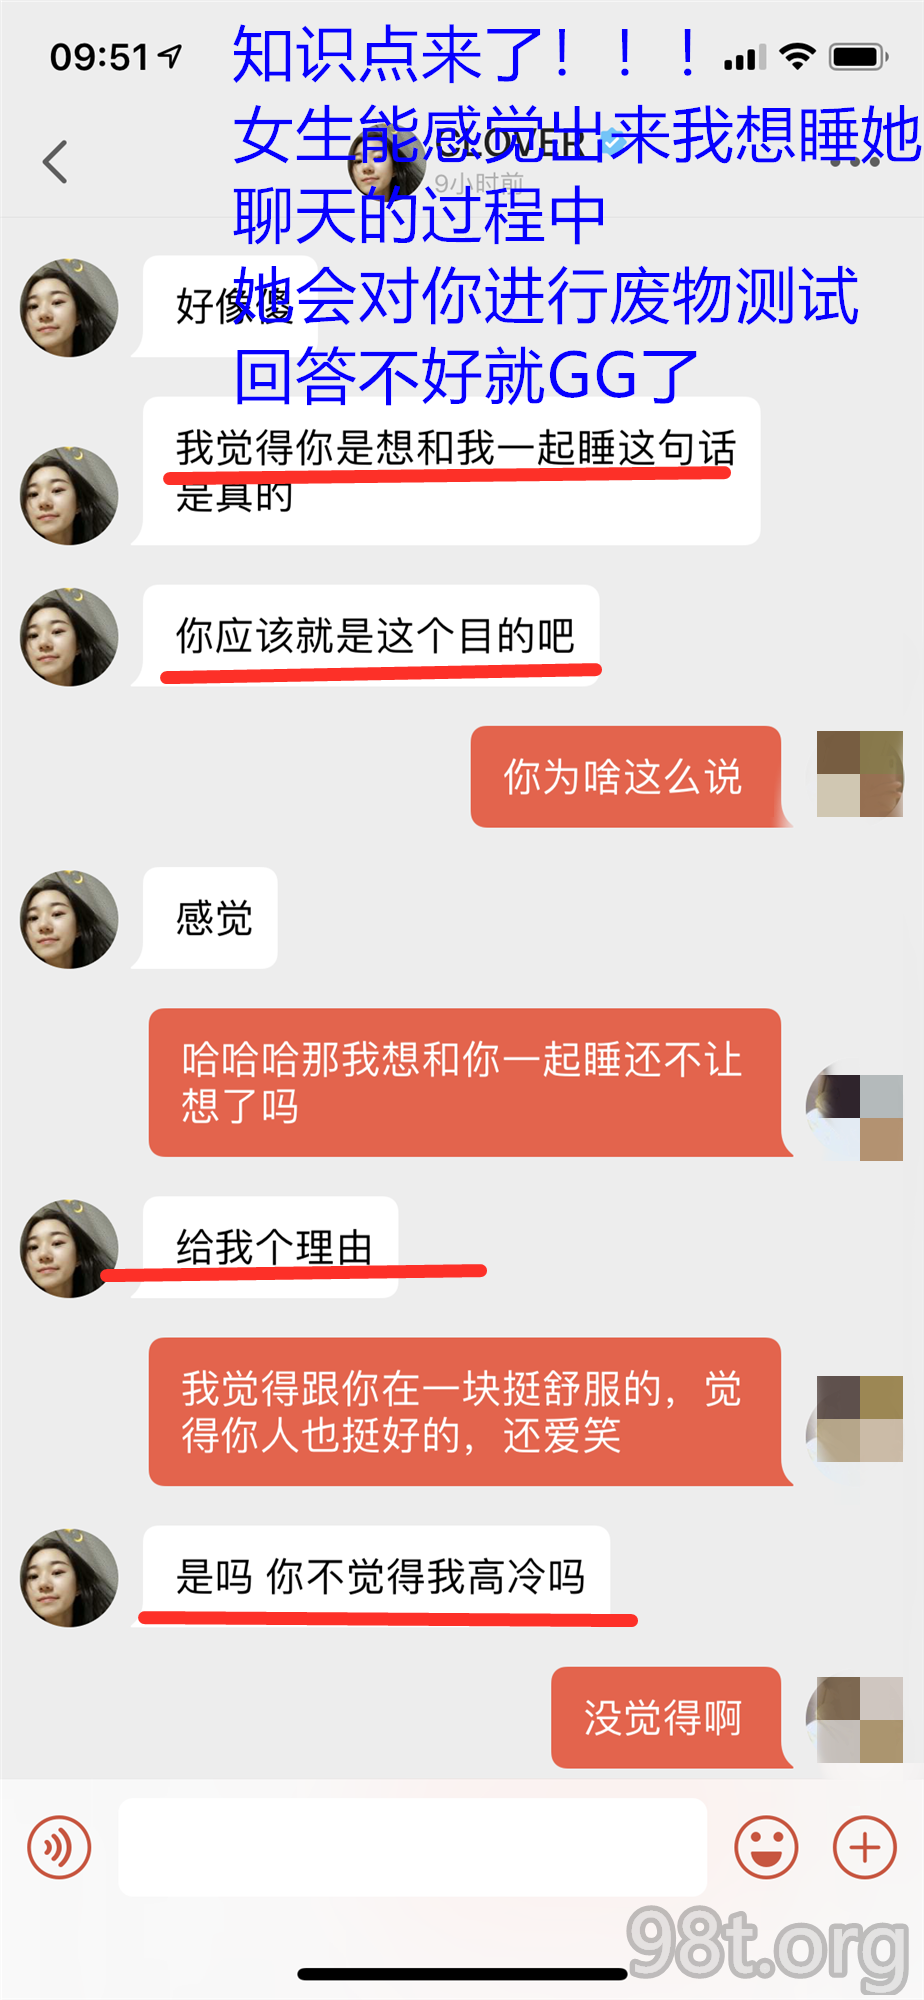 09:51
知识点来了！！！
女生能感觉出来我想睡她
CLOVER
9小时前
聊天的过程中
她会对你进行废物测试
好像傻
回答不好就GG了
我觉得你是想和我一起睡这句话
是真的
你应该就是这个目的吧
你为啥这么说
感觉
哈哈哈那我想和你一起睡还不让
想了吗
给我个理由
我觉得跟你在一块挺舒服的，觉
得你人也挺好的，还爱笑
是吗 你不觉得我高冷吗
没觉得啊
98t.org